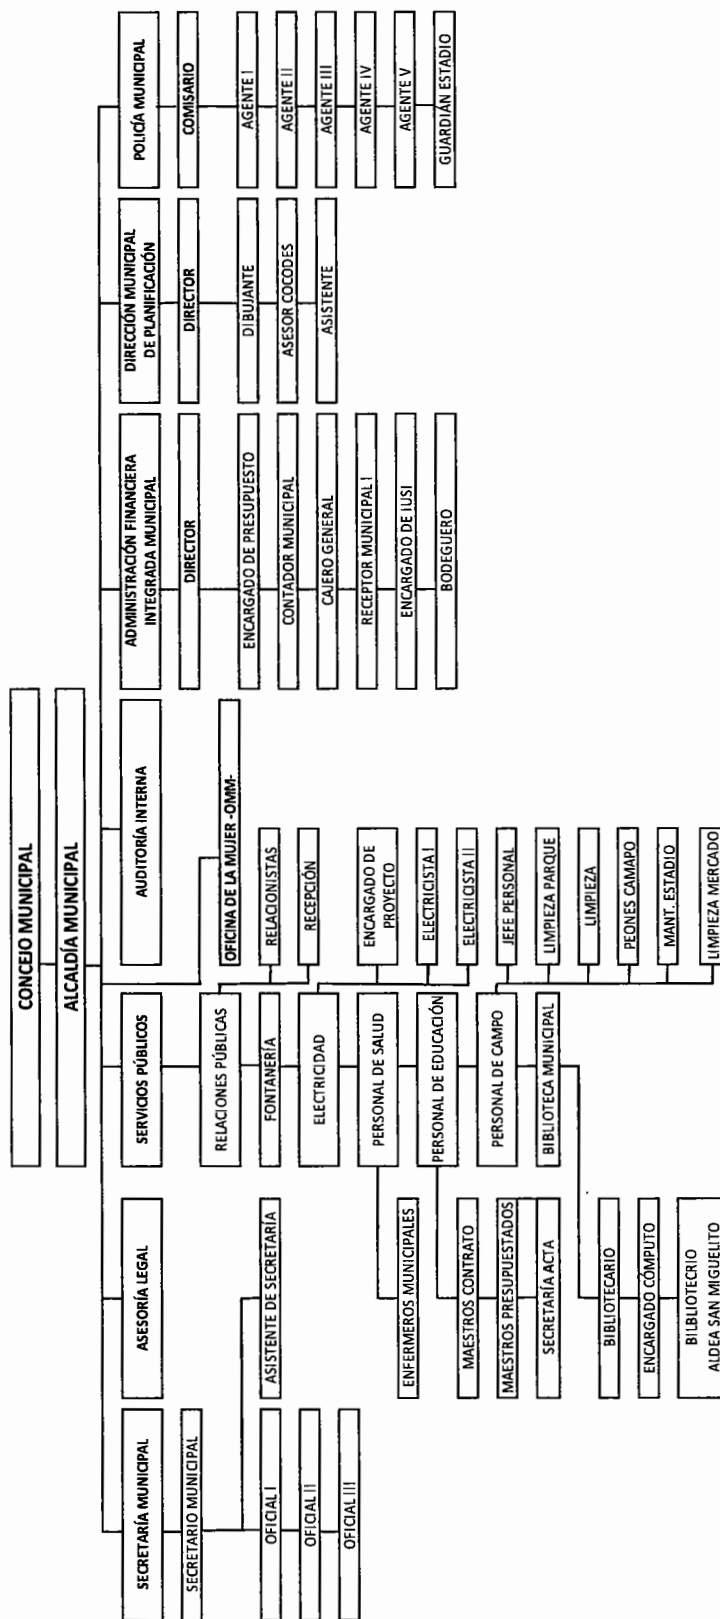 CONCEJO MUNICIPAL
ALCALDÍA MUNICIPAL
SECRETARÍA MUNICIPAL
SECRETARIO MUNICIPAL
ASISTENTE DE SECRETARÍA
OFICIAL I
OFICIAL II
OFICIAL III
ASESORÍA LEGAL
SERVICIOS PÚBLICOS
RELACIONES PÚBLICAS
RELACIONISTAS
RECEPCIÓN
FONTANERÍA
ELECTRICIDAD
ENCARGADO DE
PROYECTO
ELECTRICISTA I
ELECTRICISTA II
PERSONAL DE SALUD
ENFERMEROS MUNICIPALES
PERSONAL DE EDUCACIÓN
MAESTROS CONTRATO
MAESTROS PRESUPUESTADOS
SECRETARÍA ACTA
PERSONAL DE CAMPO
JEFE PERSONAL
LIMPIEZA PARQUE
LIMPIEZA
PEONES CAMAPO
MANT. ESTADIO
LIMPIEZA MERCADO
BIBLIOTECA MUNICIPAL
BIBLIOTECARIO
ENCARGADO CÓMPUTO
BILBLIOTECRIO
ALDEA SAN MIGUELITO
OFICINA DE LA MUJER -OMM-
AUDITORÍA INTERNA
ADMINISTRACIÓN FINANCIERA
INTEGRADA MUNICIPAL
DIRECTOR
ENCARGADO DE PRESUPUESTO
CONTADOR MUNICIPAL
CAJERO GENERAL
RECEPTOR MUNICIPAL I
ENCARGADO DE IUSI
BODEGUERO
DIRECCIÓN MUNICIPAL
DE PLANIFICACIÓN
DIRECTOR
DIBUJANTE
ASESOR COCODES
ASISTENTE
POLICÍA MUNICIPAL
COMISARIO
AGENTE I
AGENTE II
AGENTE III
AGENTE IV
AGENTE V
GUARDIÁN ESTADIO